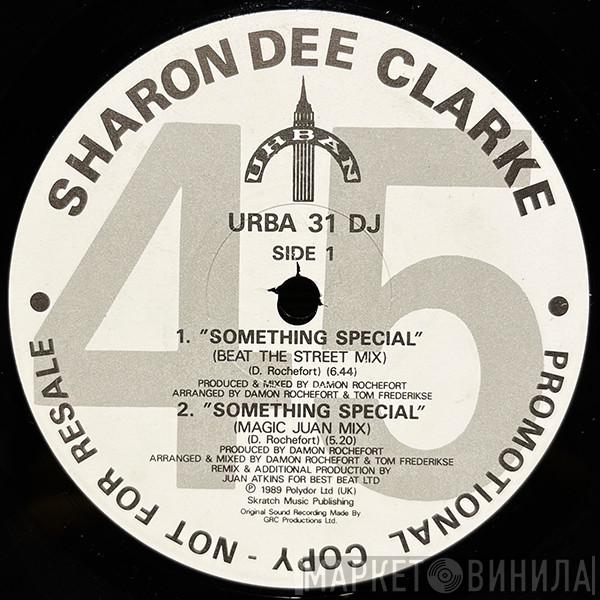 SHARON DEE CLARKE
URBAN
45
URBA 31 DJ
SIDE 1
1. "SOMETHING SPECIAL"
(BEAT THE STREET MIX)
(D. Rochefort) (6.44)
PRODUCED & MIXED BY DAMON ROCHEFORT
ARRANGED BY DAMON ROCHEFORT & TOM FREDERIKSE
2. "SOMETHING SPECIAL"
(MAGIC JUAN MIX)
(D. Rochefort) (5.20)
PRODUCED BY DAMON ROCHEFORT
ARRANGED & MIXED BY DAMON ROCHEFORT & TOM FREDERIKSE
REMIX & ADDITIONAL PRODUCTION BY
JUAN ATKINS FOR BEST BEAT LTD
℗ 1989 Polydor Ltd (UK)
Skratch Music Publishing
Original Sound Recording Made By
GRC Productions Ltd.
• PROMOTIONAL COPY - NOT FOR RESALE •
МАРКЕТ ВИНИЛА